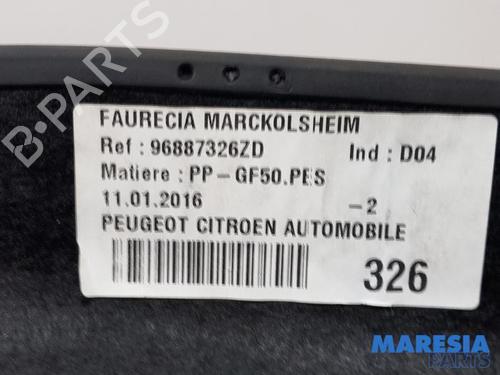 FAURECIA MARCKOLSHEIM
Ref : 96887326ZD Ind : D04
Matiere : PP-GF50.PES
11.01.2016 -2
PEUGEOT CITROEN AUTOMOBILE
326
MARESIA
PARTS